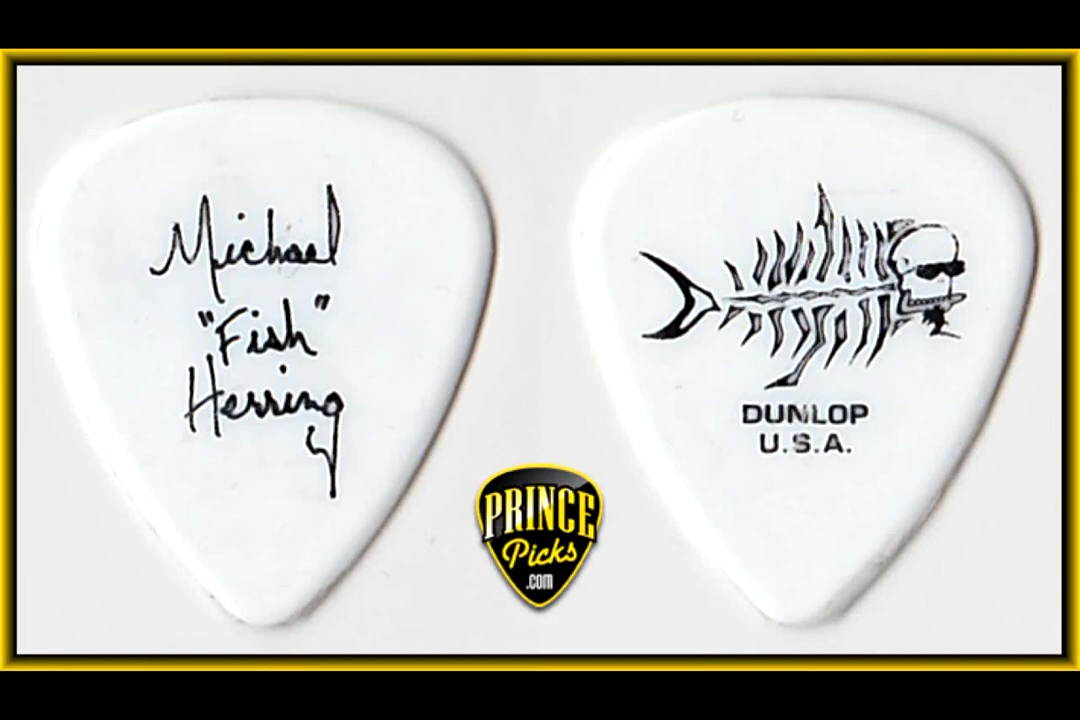 Michael
"Fish"
Herring
DUNLOP
U.S.A.
PRINCE
Picks
.COM